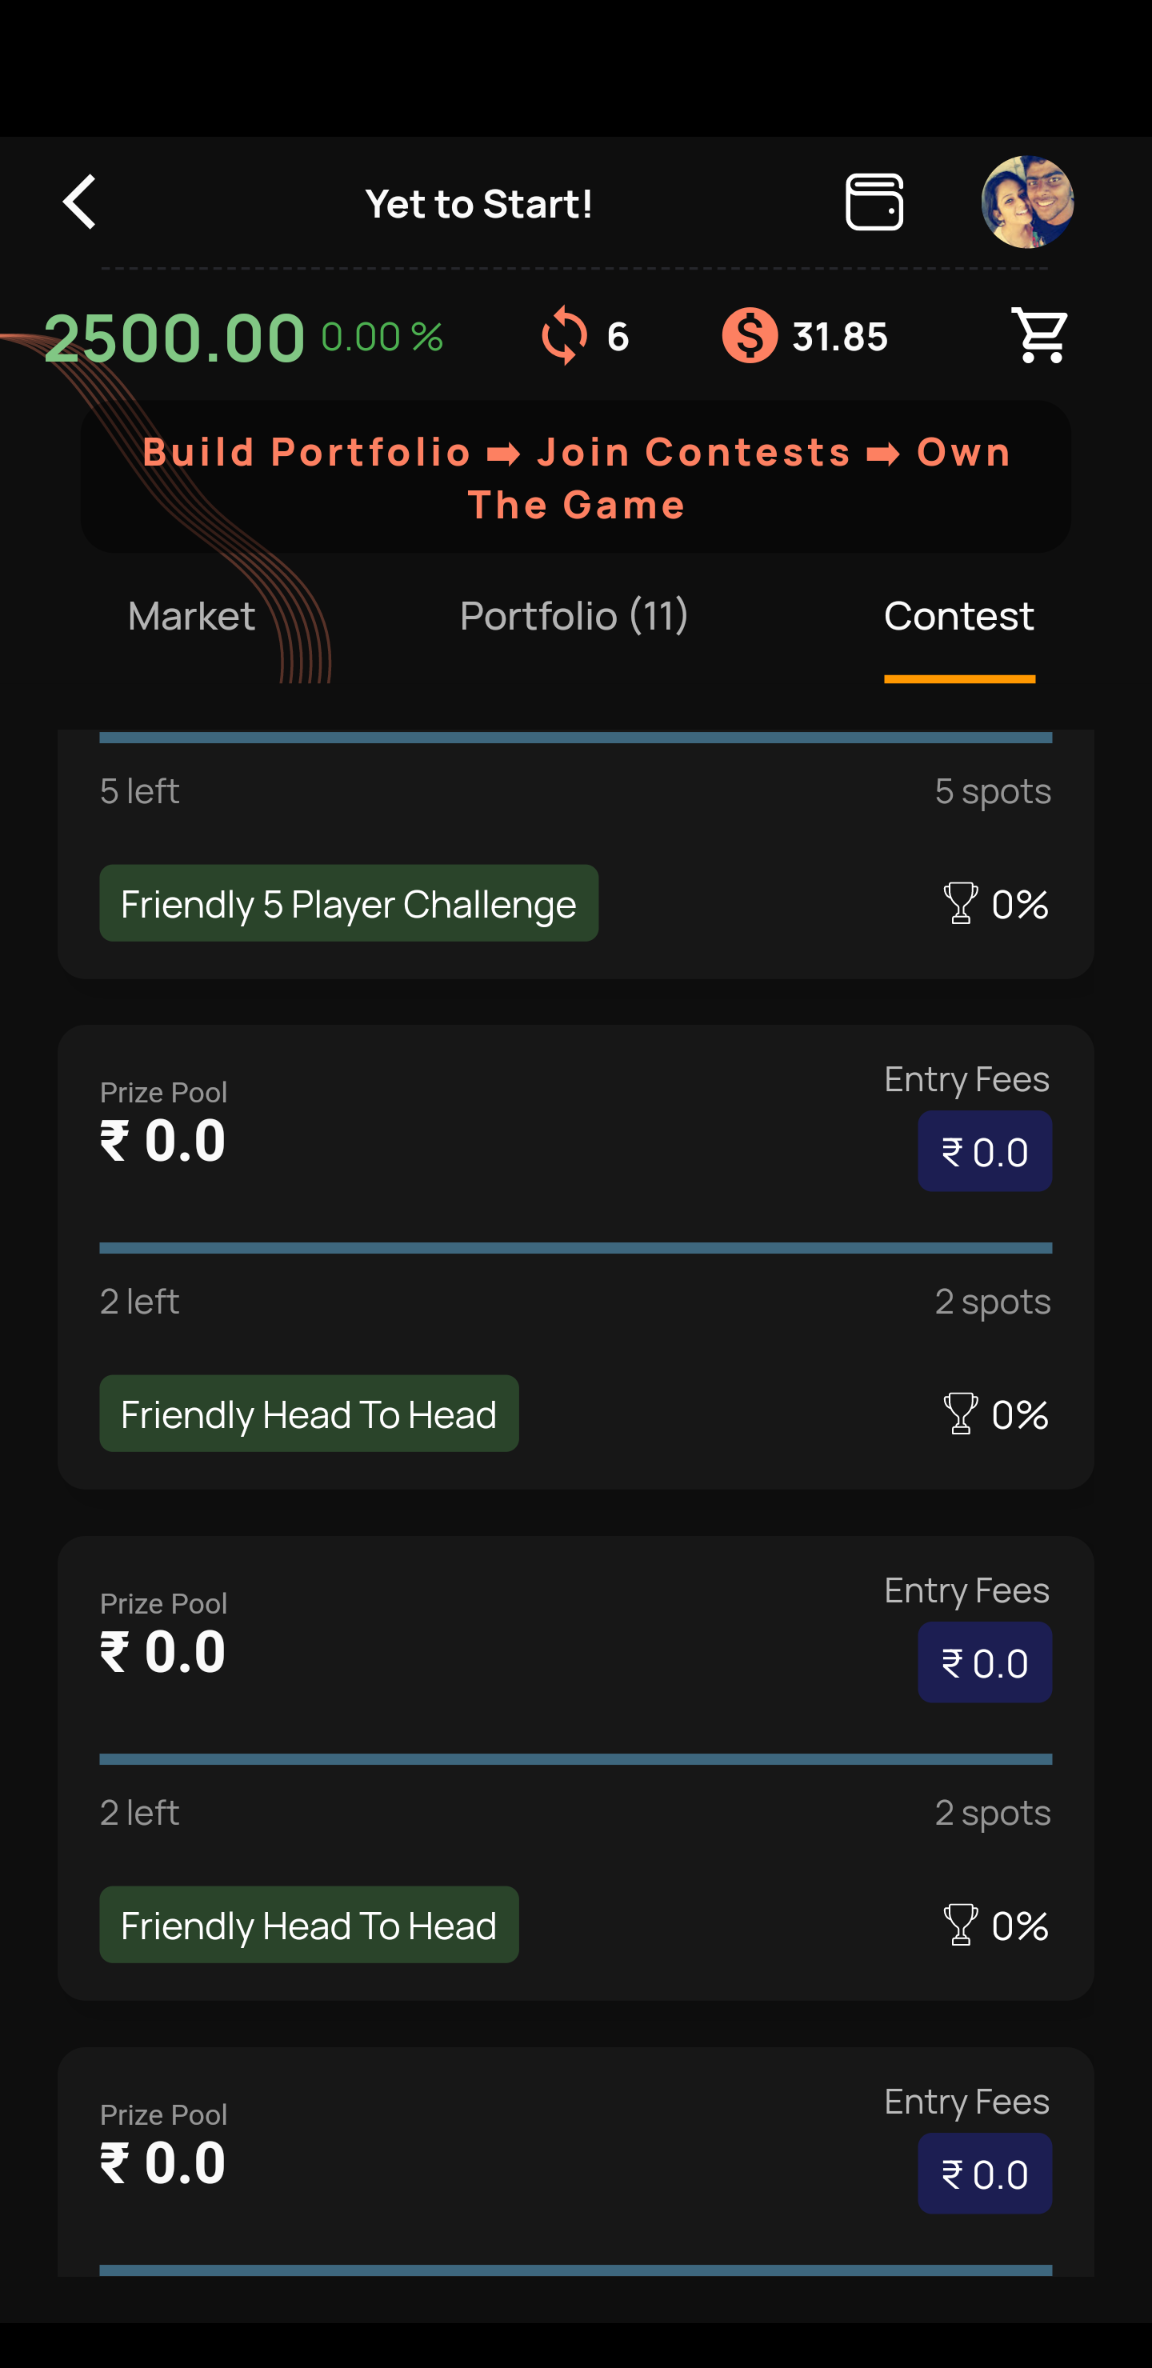 Yet to Start!
2500.00 0.00 % 6 $ 31.85
Build Portfolio ➡ Join Contests ➡ Own
The Game
Market Portfolio (11) Contest
5 left 5 spots
Friendly 5 Player Challenge 0%
Prize Pool Entry Fees
₹ 0.0 ₹ 0.0
2 left 2 spots
Friendly Head To Head 0%
Prize Pool Entry Fees
₹ 0.0 ₹ 0.0
2 left 2 spots
Friendly Head To Head 0%
Prize Pool Entry Fees
₹ 0.0 ₹ 0.0